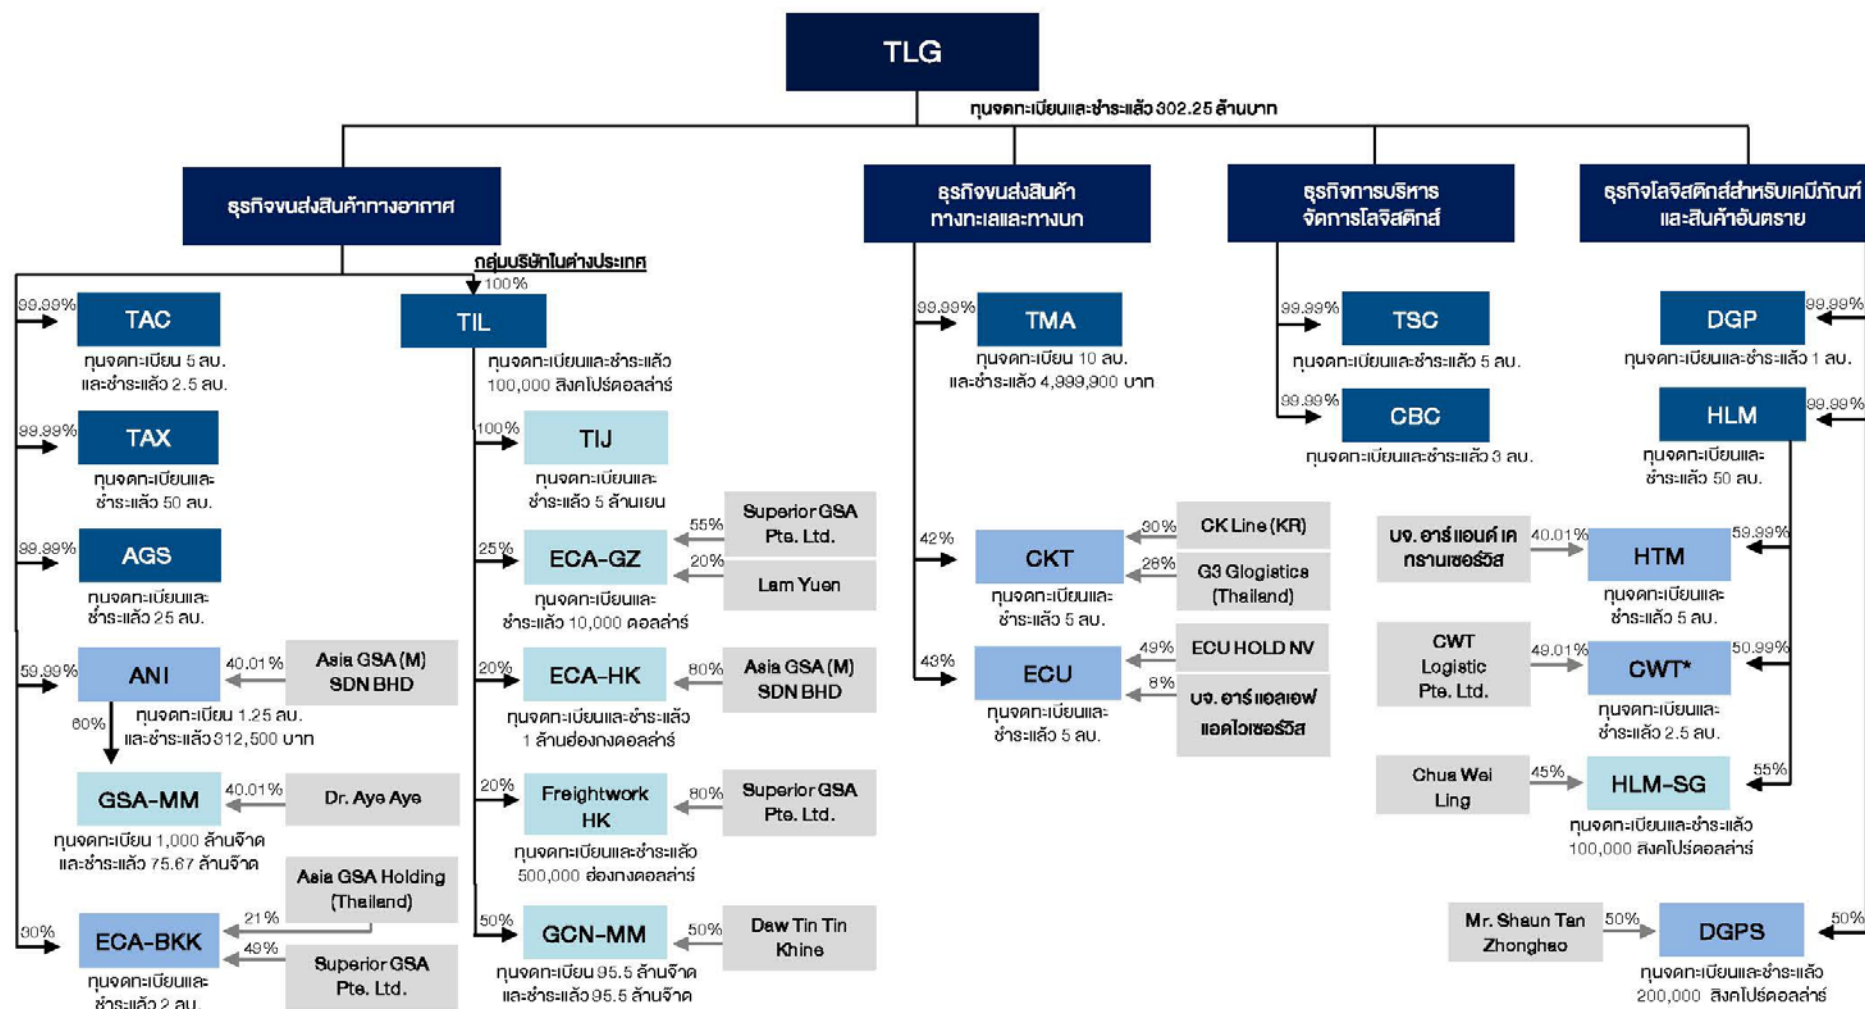 TLG
ทุนจดทะเบียนและชำระแล้ว 302.25 ล้านบาท
ธุรกิจขนส่งสินค้าทางอากาศ
กลุ่มบริษัทในต่างประเทศ
99.99%
TAC
ทุนจดทะเบียน 5 ลบ.
และชำระแล้ว 2.5 ลบ.
99.99%
TAX
ทุนจดทะเบียนและ
ชำระแล้ว 50 ลบ.
99.99%
AGS
ทุนจดทะเบียนและ
ชำระแล้ว 25 ลบ.
59.99%
ANI
40.01%
Asia GSA (M)
SDN BHD
ทุนจดทะเบียน 1.25 ลบ.
และชำระแล้ว 312,500 บาท
60%
GSA-MM
40.01%
Dr. Aye Aye
ทุนจดทะเบียน 1,000 ล้านจ๊าด
และชำระแล้ว 75.67 ล้านจ๊าด
Asia GSA Holding
(Thailand)
30%
ECA-BKK
21%
49%
Superior GSA
Pte. Ltd.
ทุนจดทะเบียนและ
ชำระแล้ว 2 ลบ.
100%
TIL
ทุนจดทะเบียนและชำระแล้ว
100,000 สิงคโปร์ดอลล่าร์
100%
TIJ
ทุนจดทะเบียนและ
ชำระแล้ว 5 ล้านเยน
25%
ECA-GZ
55%
Superior GSA
Pte. Ltd.
20%
Lam Yuen
ทุนจดทะเบียนและ
ชำระแล้ว 10,000 ดอลล่าร์
20%
ECA-HK
80%
Asia GSA (M)
SDN BHD
ทุนจดทะเบียนและชำระแล้ว
1 ล้านฮ่องกงดอลล่าร์
20%
Freightwork
HK
80%
Superior GSA
Pte. Ltd.
ทุนจดทะเบียนและชำระแล้ว
500,000 ฮ่องกงดอลล่าร์
50%
GCN-MM
50%
Daw Tin Tin
Khine
ทุนจดทะเบียน 95.5 ล้านจ๊าด
และชำระแล้ว 95.5 ล้านจ๊าด
ธุรกิจขนส่งสินค้า
ทางทะเลและทางบก
99.99%
TMA
ทุนจดทะเบียน 10 ลบ.
และชำระแล้ว 4,999,900 บาท
42%
CKT
30%
CK Line (KR)
28%
G3 Glogistics
(Thailand)
ทุนจดทะเบียนและ
ชำระแล้ว 5 ลบ.
43%
ECU
49%
ECU HOLD NV
8%
บจ. อาร์ แอลเอฟ
แอดไวเซอร์วิส
ทุนจดทะเบียนและ
ชำระแล้ว 5 ลบ.
ธุรกิจการบริหาร
จัดการโลจิสติกส์
99.99%
TSC
ทุนจดทะเบียนและชำระแล้ว 5 ลบ.
99.99%
CBC
ทุนจดทะเบียนและชำระแล้ว 3 ลบ.
ธุรกิจโลจิสติกส์สำหรับเคมีภัณฑ์
และสินค้าอันตราย
DGP
99.99%
ทุนจดทะเบียนและชำระแล้ว 1 ลบ.
HLM
99.99%
ทุนจดทะเบียนและ
ชำระแล้ว 50 ลบ.
บจ. อาร์ แอนด์ เค
ทรานเซอร์วิส
40.01%
HTM
59.99%
ทุนจดทะเบียนและ
ชำระแล้ว 5 ลบ.
CWT
Logistic
Pte. Ltd.
49.01%
CWT*
50.99%
ทุนจดทะเบียนและ
ชำระแล้ว 2.5 ลบ.
Chua Wei
Ling
45%
HLM-SG
55%
ทุนจดทะเบียนและชำระแล้ว
100,000 สิงคโปร์ดอลล่าร์
Mr. Shaun Tan
Zhonghao
50%
DGPS
50%
ทุนจดทะเบียนและชำระแล้ว
200,000 สิงคโปร์ดอลล่าร์